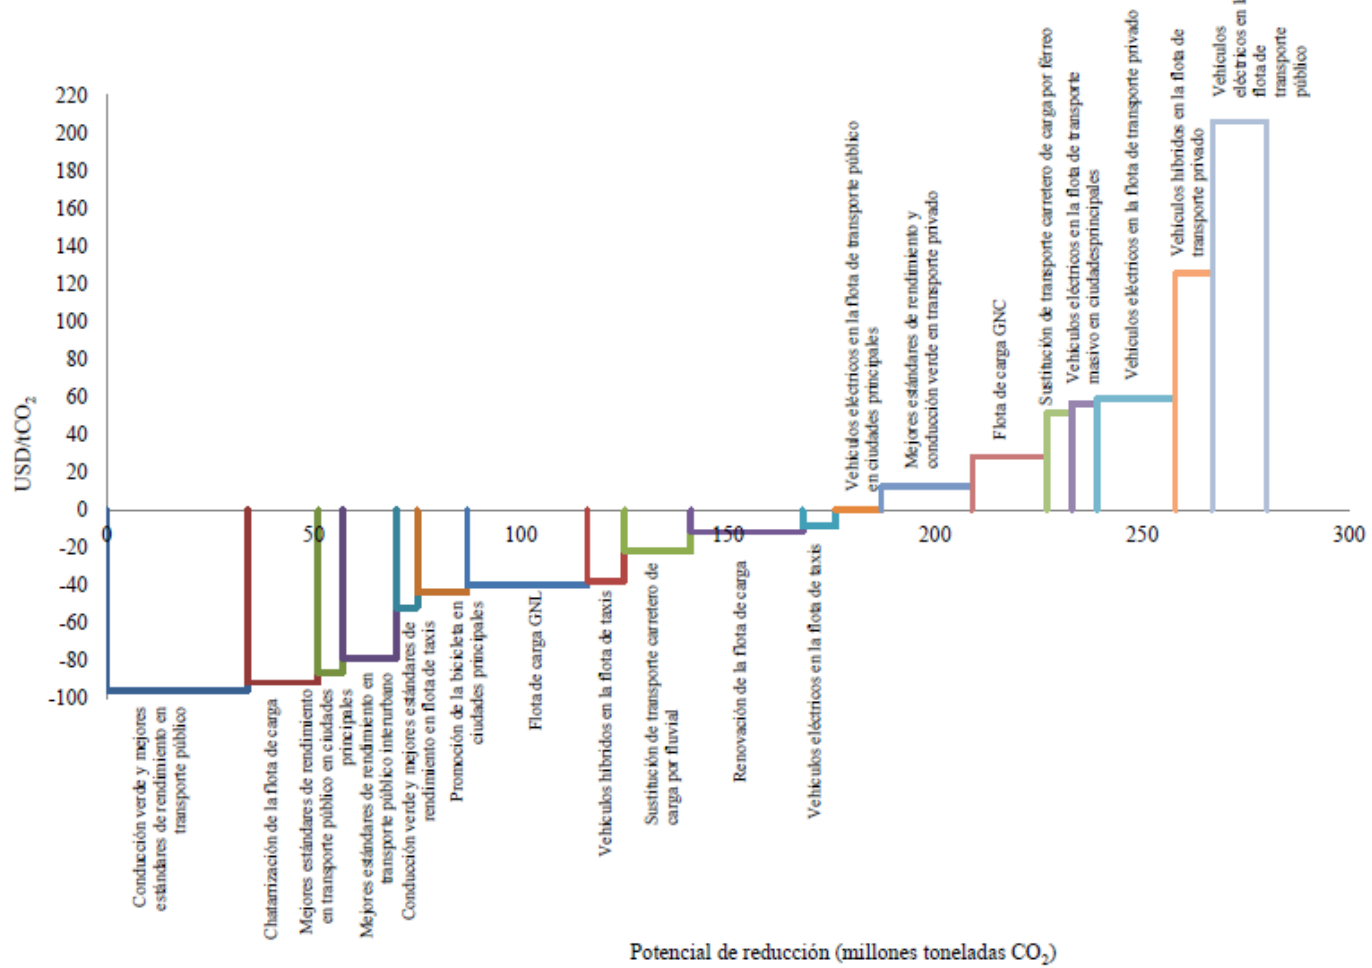 220
200
180
160
140
120
100
80
60
40
20
0
-20
-40
-60
-80
-100
USD/tCO2
0
50
100
150
200
250
300
Conducción verde y mejores
estándares de rendimiento en
transporte público
Chatarrización de la flota de carga
Mejores estándares de rendimiento
en transporte público en ciudades
principales
Mejores estándares de rendimiento en
transporte público interurbano
Conducción verde y mejores estándares de
rendimiento en flota de taxis
Promoción de la bicicleta en
ciudades principales
Flota de carga GNL
Vehículos híbridos en la flota de taxis
Sustitución de transporte carretero de
carga por fluvial
Renovación de la flota de carga
Vehículos eléctricos en la flota de taxis
Vehículos eléctricos en la flota de transporte público
en ciudades principales
Mejores estándares de rendimiento y
conducción verde en transporte privado
Flota de carga GNC
Sustitución de transporte carretero de carga por férreo
Vehículos eléctricos en la flota de transporte
masivo en ciudadesprincipales
Vehículos eléctricos en la flota de transporte privado
Vehículos híbridos en la flota de
transporte privado
Vehículos
eléctricos en
flota de
transporte
público
Potencial de reducción (millones toneladas CO2)